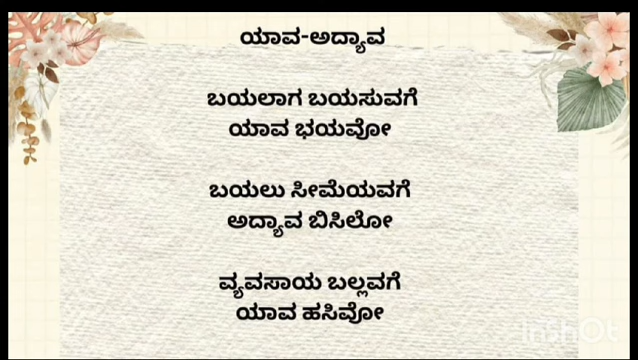 ಯಾವ-ಅದ್ಯಾವ
ಬಯಲಾಗ ಬಯಸುವಗೆ
ಯಾವ ಭಯವೋ
ಬಯಲು ಸೀಮೆಯವಗೆ
ಅದ್ಯಾವ ಬಿಸಿಲೋ
ವ್ಯವಸಾಯ ಬಲ್ಲವಗೆ
ಯಾವ ಹಸಿವೋ
InShOt